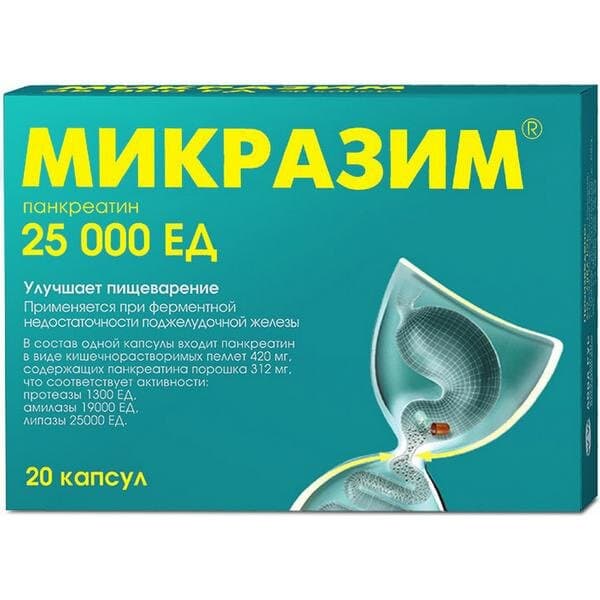 МИКРАЗИМ®
панкреатин
25 000 ЕД
Улучшает пищеварение
Применяется при ферментной
недостаточности поджелудочной железы
В состав одной капсулы входит панкреатин
в виде кишечнорастворимых пеллет 420 мг,
содержащих панкреатина порошка 312 мг,
что соответствует активности:
протеазы 1300 ЕД,
амилазы 19000 ЕД,
липазы 25000 ЕД.
20 капсул